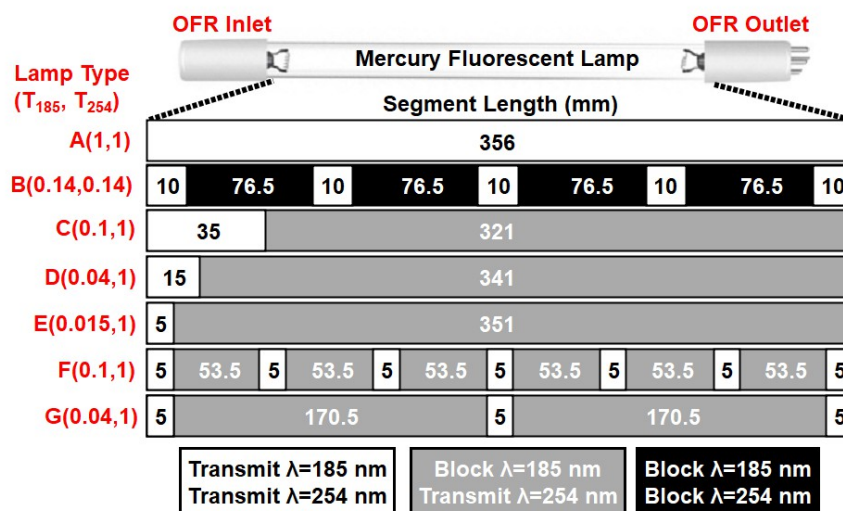 OFR Inlet
OFR Outlet
Mercury Fluorescent Lamp
Lamp Type
(T₁₈₅, T₂₅₄)
Segment Length (mm)
A(1,1) 356
B(0.14,0.14) 10 76.5 10 76.5 10 76.5 10 76.5 10
C(0.1,1) 35 321
D(0.04,1) 15 341
E(0.015,1) 5 351
F(0.1,1) 5 53.5 5 53.5 5 53.5 5 53.5 5 53.5 5 53.5 5
G(0.04,1) 5 170.5 5 170.5 5
Transmit λ=185 nm
Transmit λ=254 nm
Block λ=185 nm
Transmit λ=254 nm
Block λ=185 nm
Block λ=254 nm